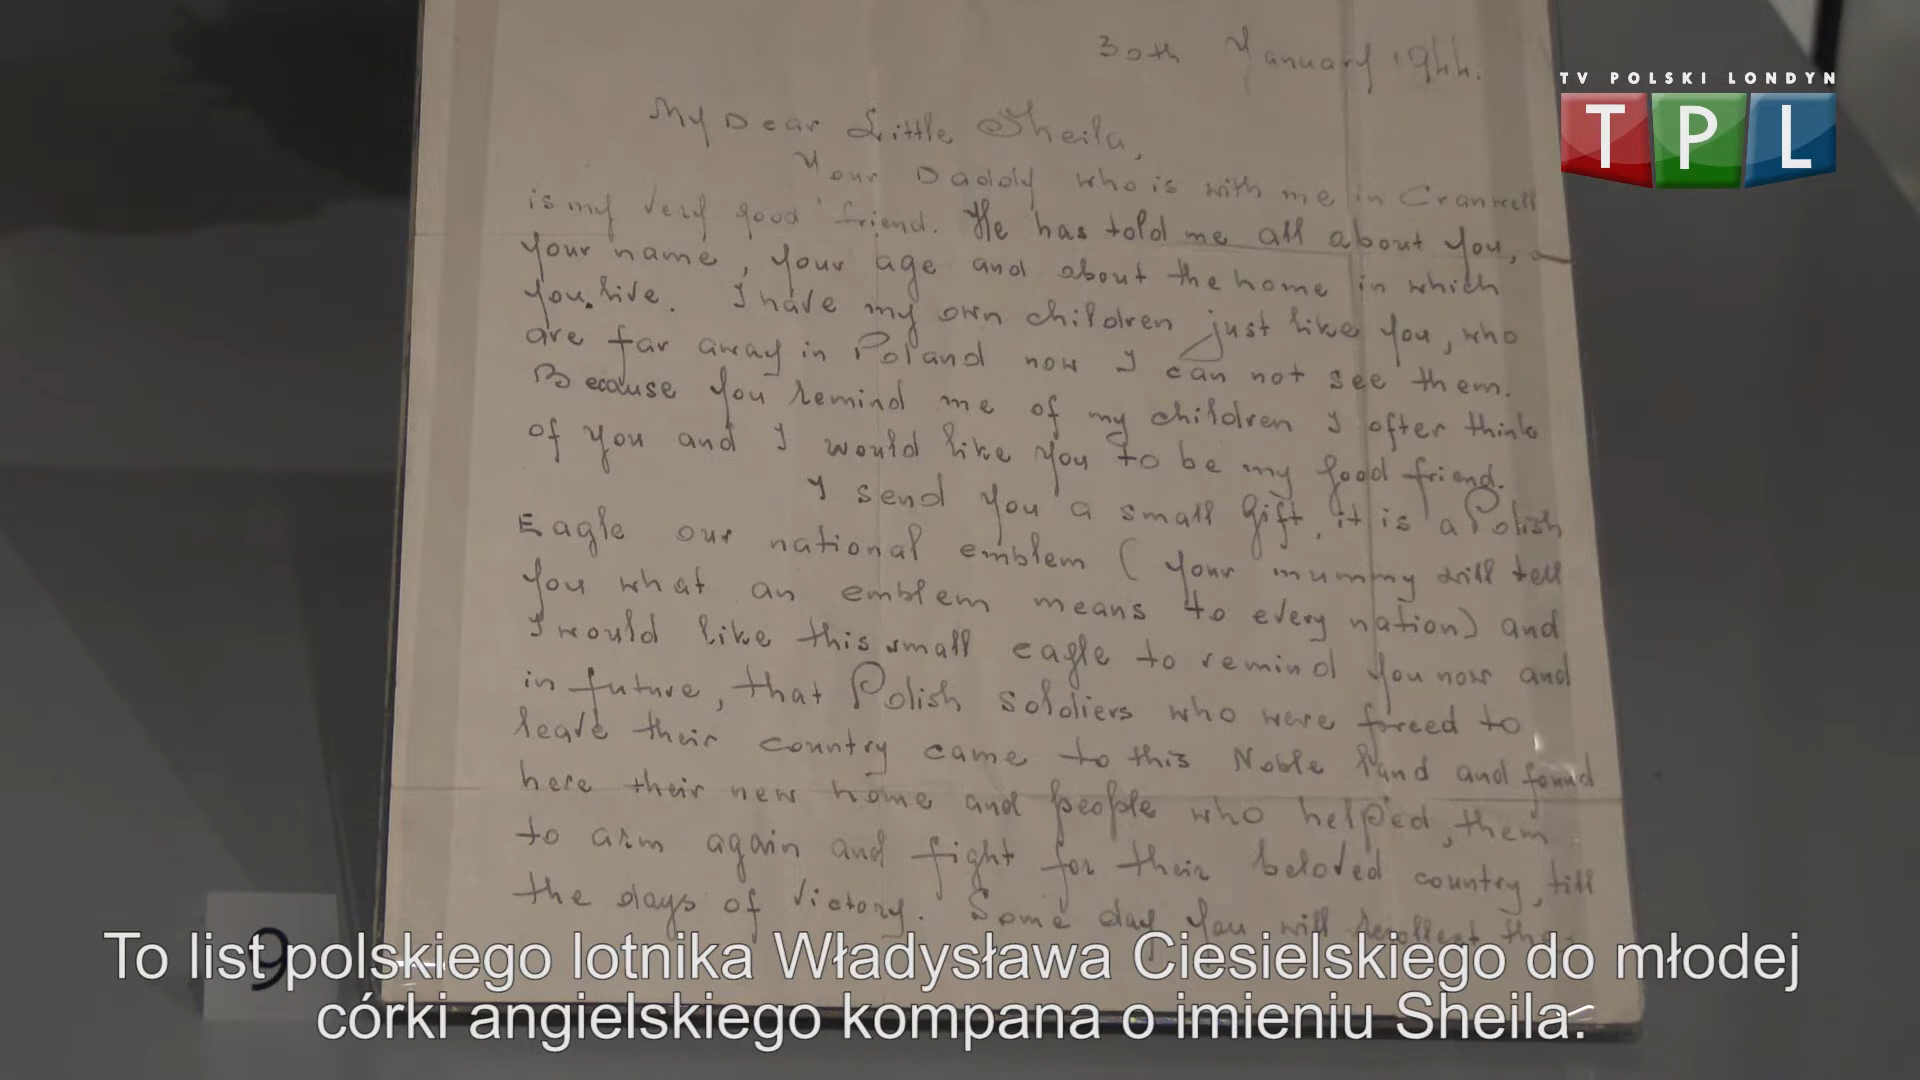 30th January 1944.
TV POLSKI LONDYN
TPL
My Dear Little Sheila,
Your Daddy who is with me in Cranwell
is my very good friend. He has told me all about you,
your name, your age and about the home in which
you live. I have my own children just like you, who
are far away in Poland now I can not see them.
Because you remind me of my children I often think
of you and I would like you to be my good friend.
I send you a small gift, it is a Polish
Eagle our national emblem (your mummy will tell
you what an emblem means to every nation) and
I would like this small eagle to remind you now and
in future, that Polish soldiers who were forced to
leave their country came to this Noble land and found
here their new home and people who helped, them
to arm again and fight for their beloved country, till
the days of victory. Some day you will recollect
9
To list polskiego lotnika Władysława Ciesielskiego do młodej
córki angielskiego kompana o imieniu Sheila.